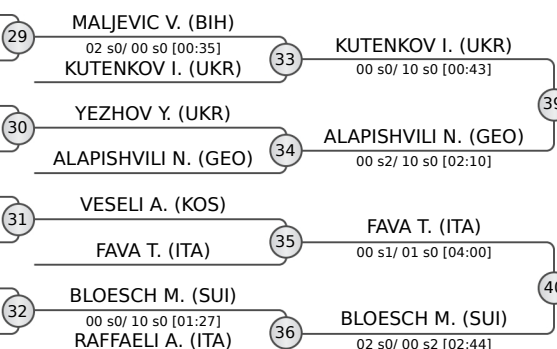 29
MALJEVIC V. (BIH)
02 s0/ 00 s0 [00:35]
KUTENKOV I. (UKR)
33
KUTENKOV I. (UKR)
00 s0/ 10 s0 [00:43]
39
30
YEZHOV Y. (UKR)
ALAPISHVILI N. (GEO)
34
ALAPISHVILI N. (GEO)
00 s2/ 10 s0 [02:10]
31
VESELI A. (KOS)
FAVA T. (ITA)
35
FAVA T. (ITA)
00 s1/ 01 s0 [04:00]
40
32
BLOESCH M. (SUI)
00 s0/ 10 s0 [01:27]
RAFFAELI A. (ITA)
36
BLOESCH M. (SUI)
02 s0/ 00 s2 [02:44]